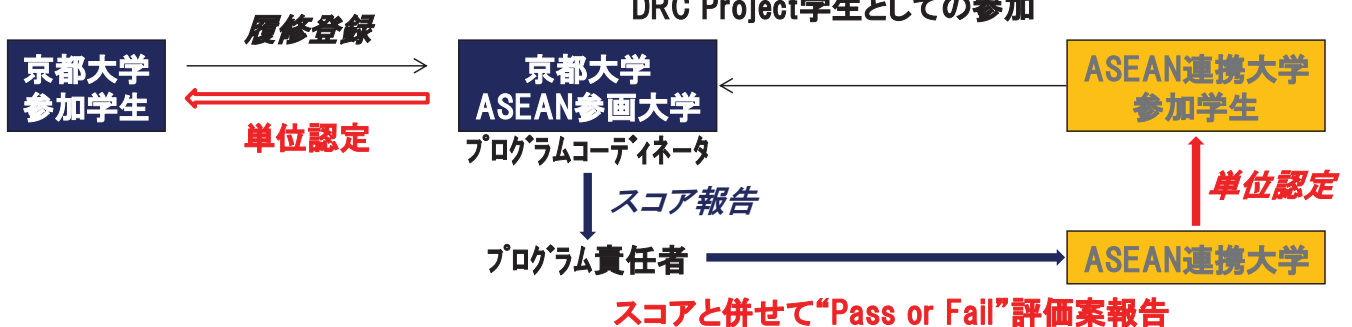 DRC Project学生としての参加
履修登録
京都大学
参加学生
京都大学
ASEAN参画大学
ASEAN連携大学
参加学生
単位認定
プログラムコーディネータ
スコア報告
単位認定
プログラム責任者
ASEAN連携大学
スコアと併せて“Pass or Fail”評価案報告